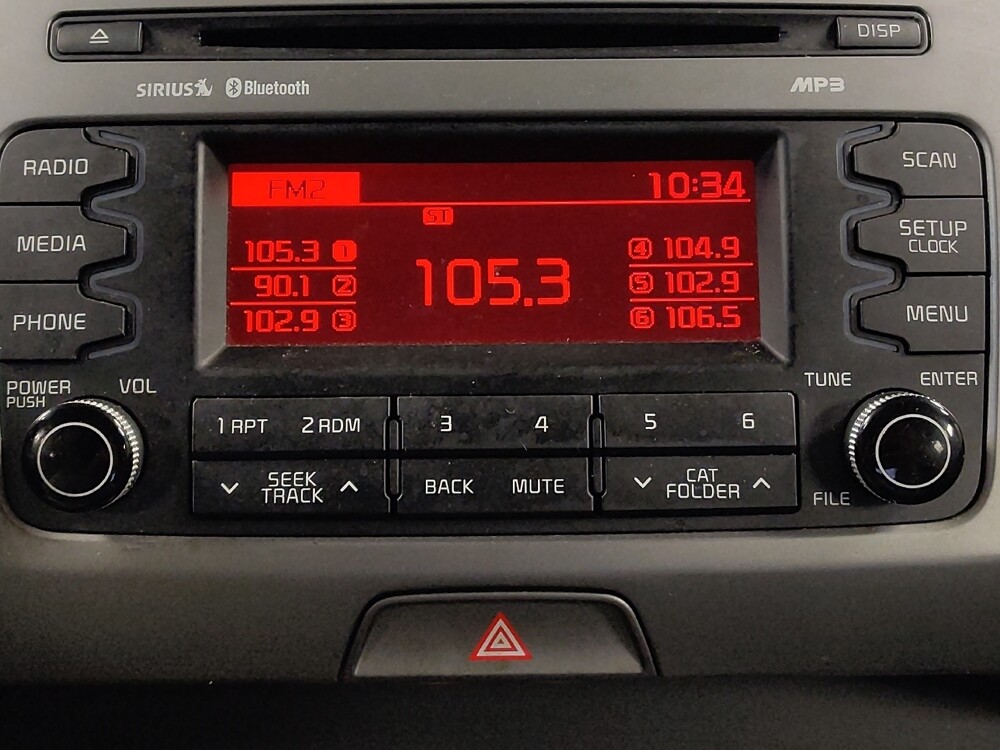 DISP
SIRIUS Bluetooth MP3
RADIO
MEDIA
PHONE
FM2 10:34
ST
105.3 1
90.1 2
102.9 3
105.3
4 104.9
5 102.9
6 106.5
SCAN
SETUP
CLOCK
MENU
POWER
PUSH
VOL
1 RPT 2 RDM 3 4 5 6
SEEK
TRACK
BACK MUTE
CAT
FOLDER
TUNE
ENTER
FILE